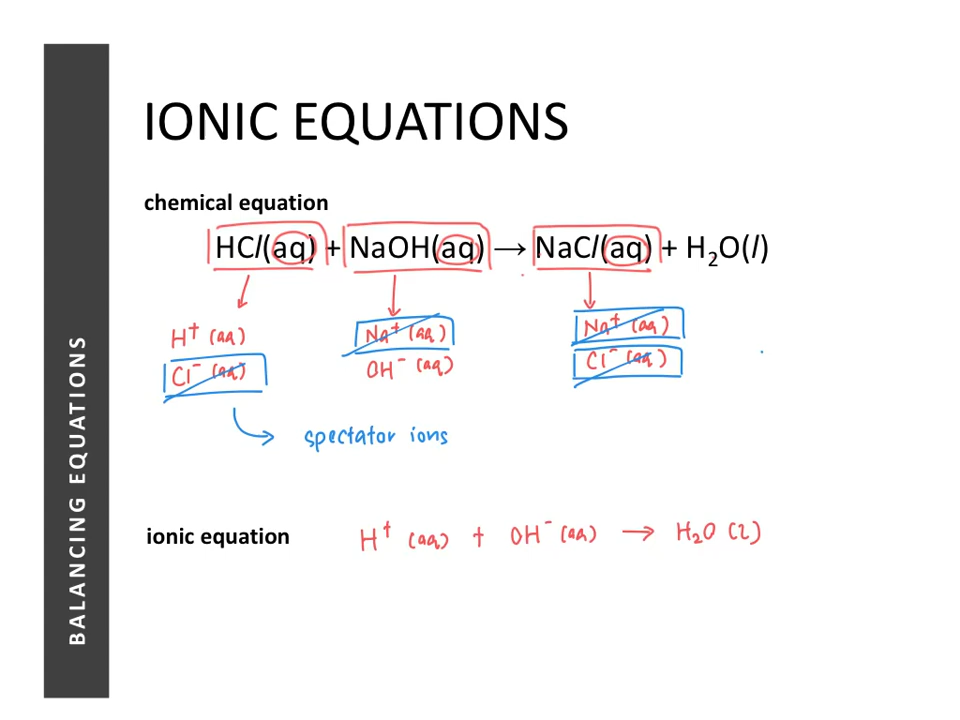 IONIC EQUATIONS
chemical equation
HCl(aq) + NaOH(aq) → NaCl(aq) + H₂O(l)
H⁺ (aq) Na⁺ (aq) Na⁺ (aq)
Cl⁻ (aq) OH⁻ (aq) Cl⁻ (aq)
spectator ions
ionic equation H⁺ (aq) + OH⁻ (aq) → H₂O (l)
BALANCING EQUATIONS